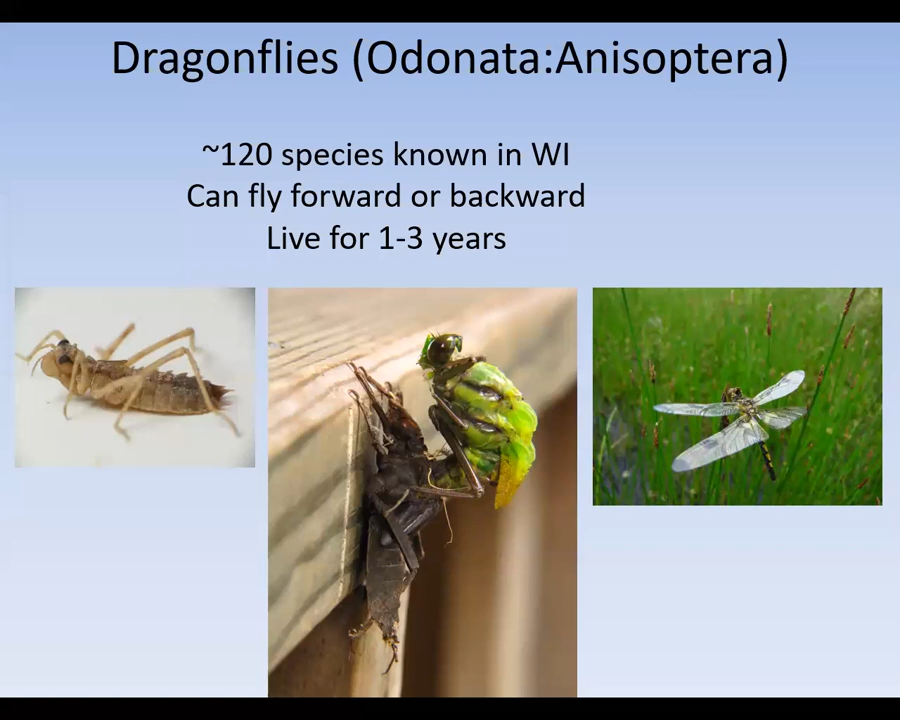 Dragonflies (Odonata:Anisoptera)
~120 species known in WI
Can fly forward or backward
Live for 1-3 years